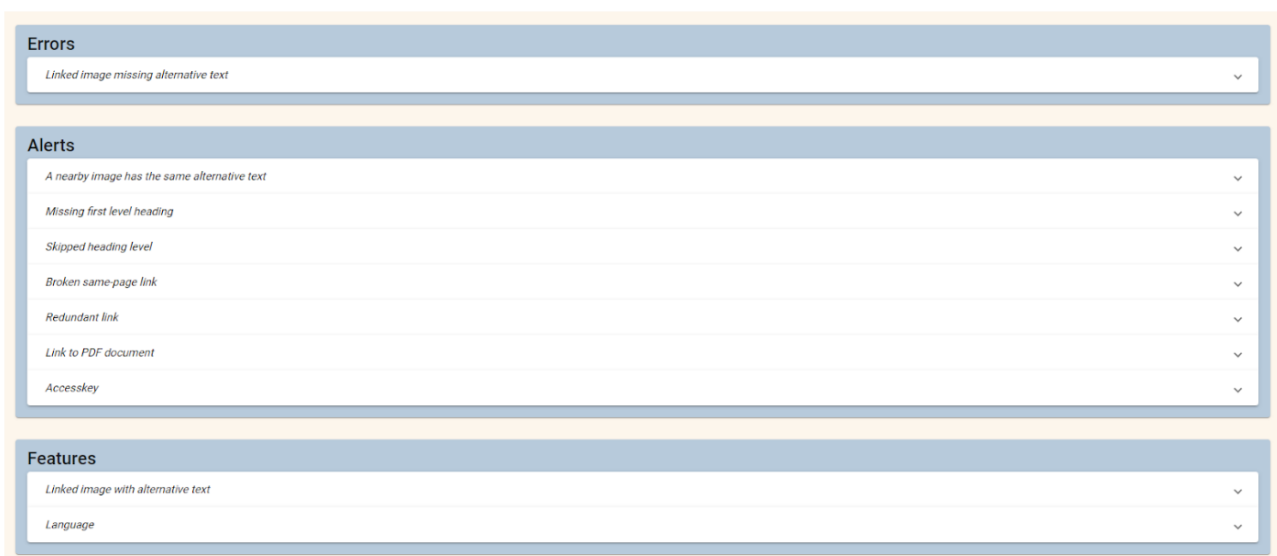 Errors
Linked image missing alternative text
Alerts
A nearby image has the same alternative text
Missing first level heading
Skipped heading level
Broken same-page link
Redundant link
Link to PDF document
Accesskey
Features
Linked image with alternative text
Language